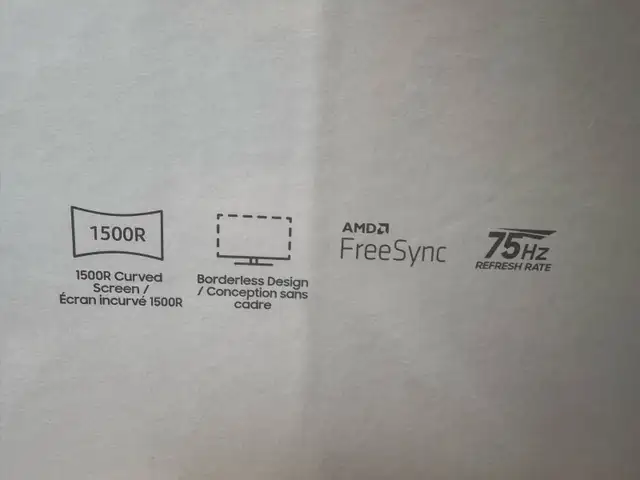 1500R
1500R Curved
Screen /
Écran incurvé 1500R
Borderless Design
/ Conception sans
cadre
AMD
FreeSync
75Hz
REFRESH RATE